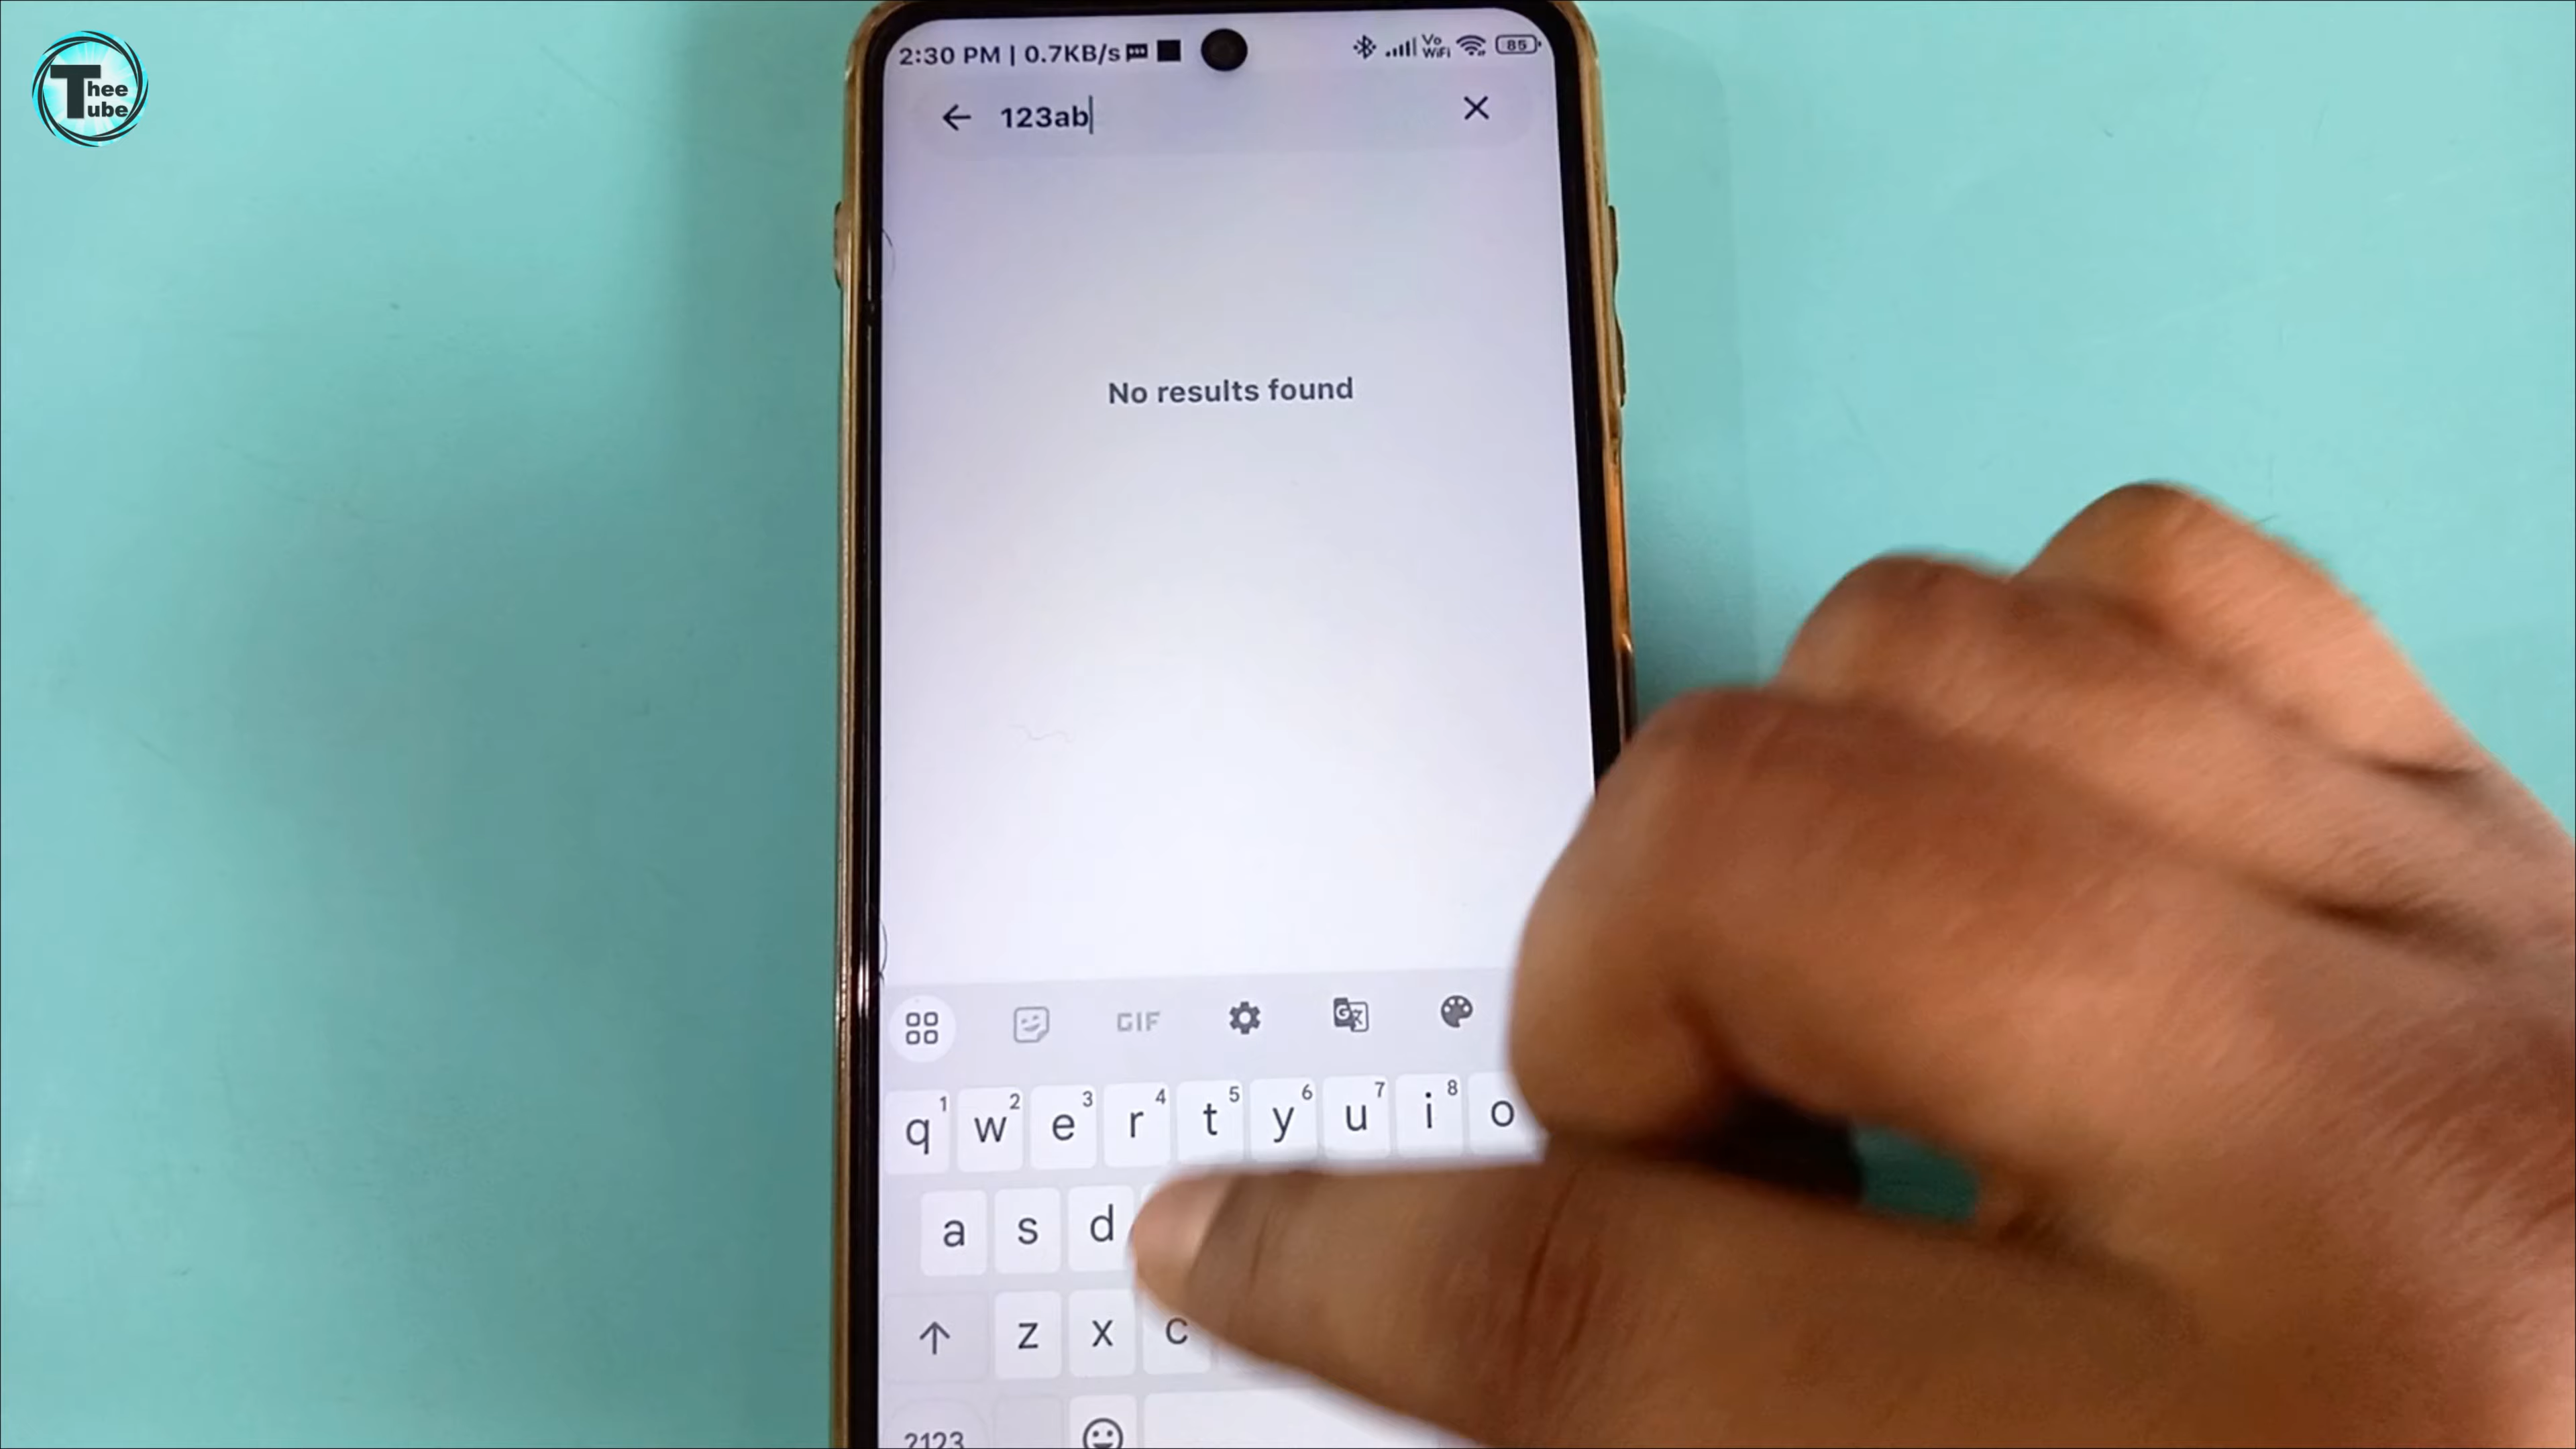 Thee
Tube
2:30 PM | 0.7KB/s
Vo
WiFi
85
123ab
No results found
GIF
q1 w2 e3 r4 t5 y6 u7 i8 o
a s d
z x c
?123